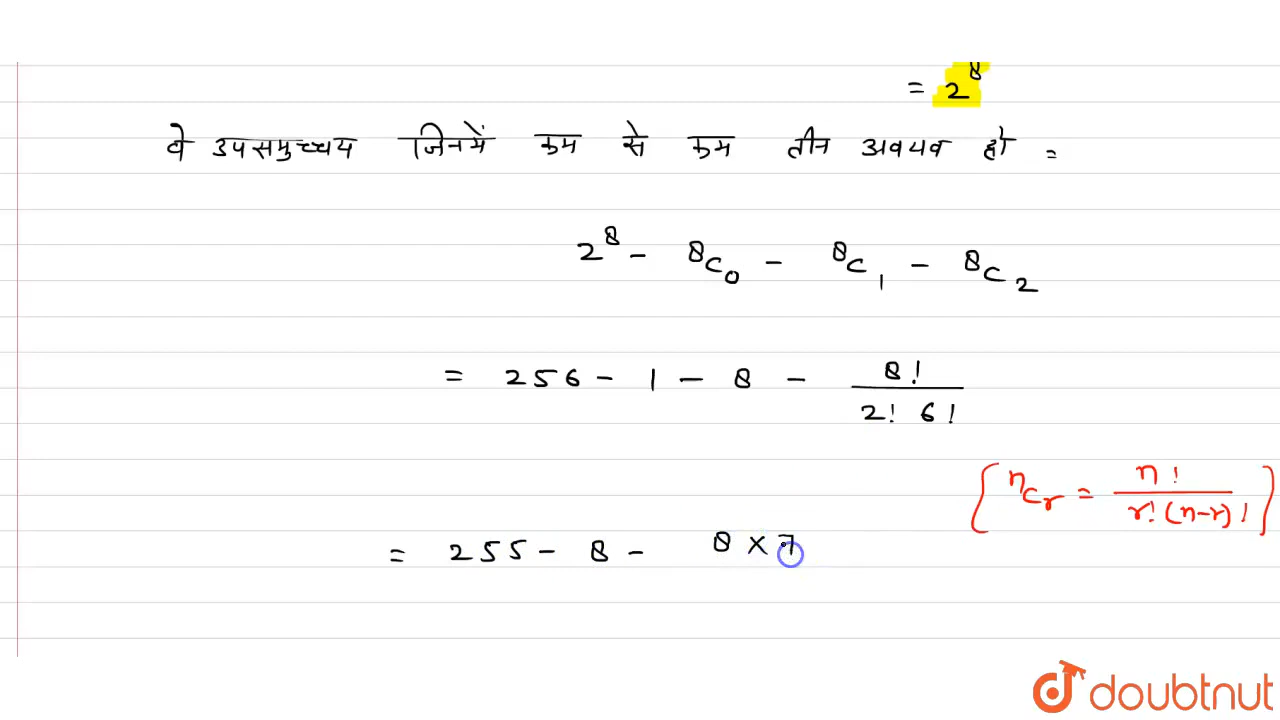 = 2^8
वे उपसमुच्चय जिनमें कम से कम तीन अवयव हो =
2^8 - 8C0 - 8C1 - 8C2
= 256 - 1 - 8 - 8! / 2! 6!
[nCr = n! / r! (n-r)!]
= 255 - 8 - 8 × 7
doubtnut